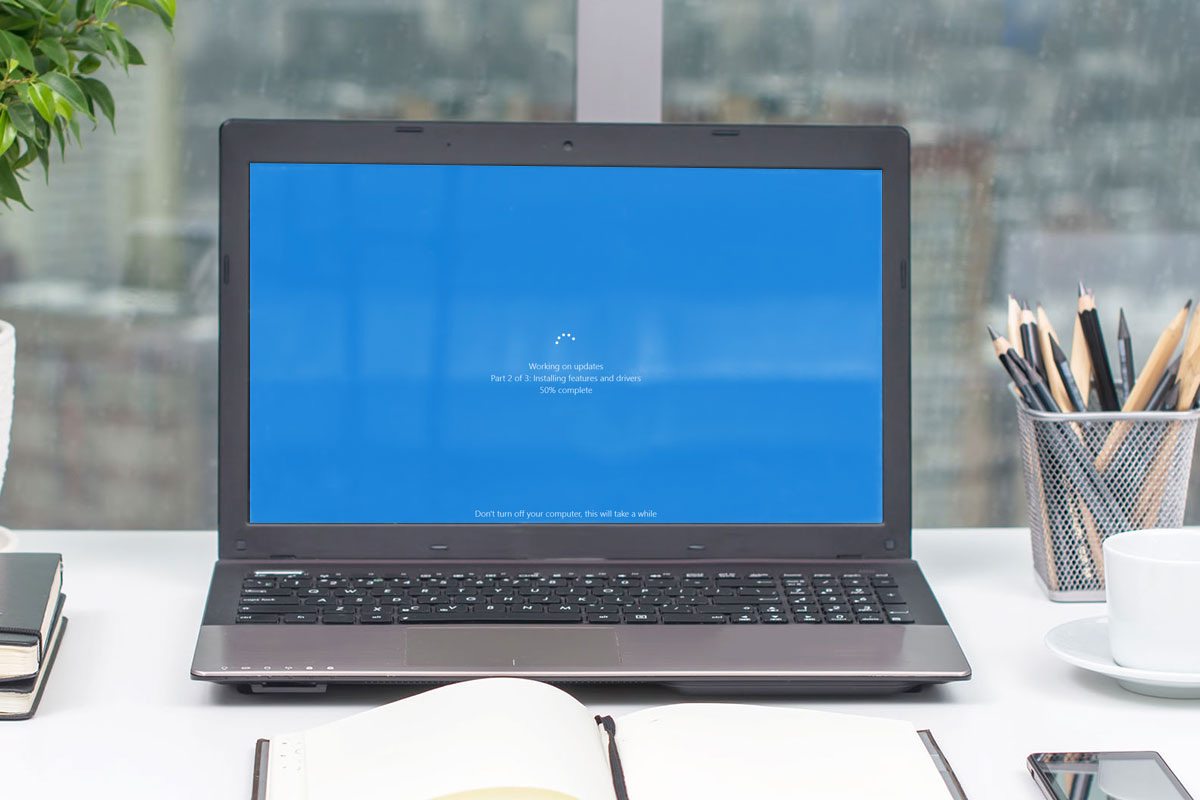 Working on updates
Part 2 of 3: Installing features and drivers
50% complete
Don't turn off your computer, this will take a while